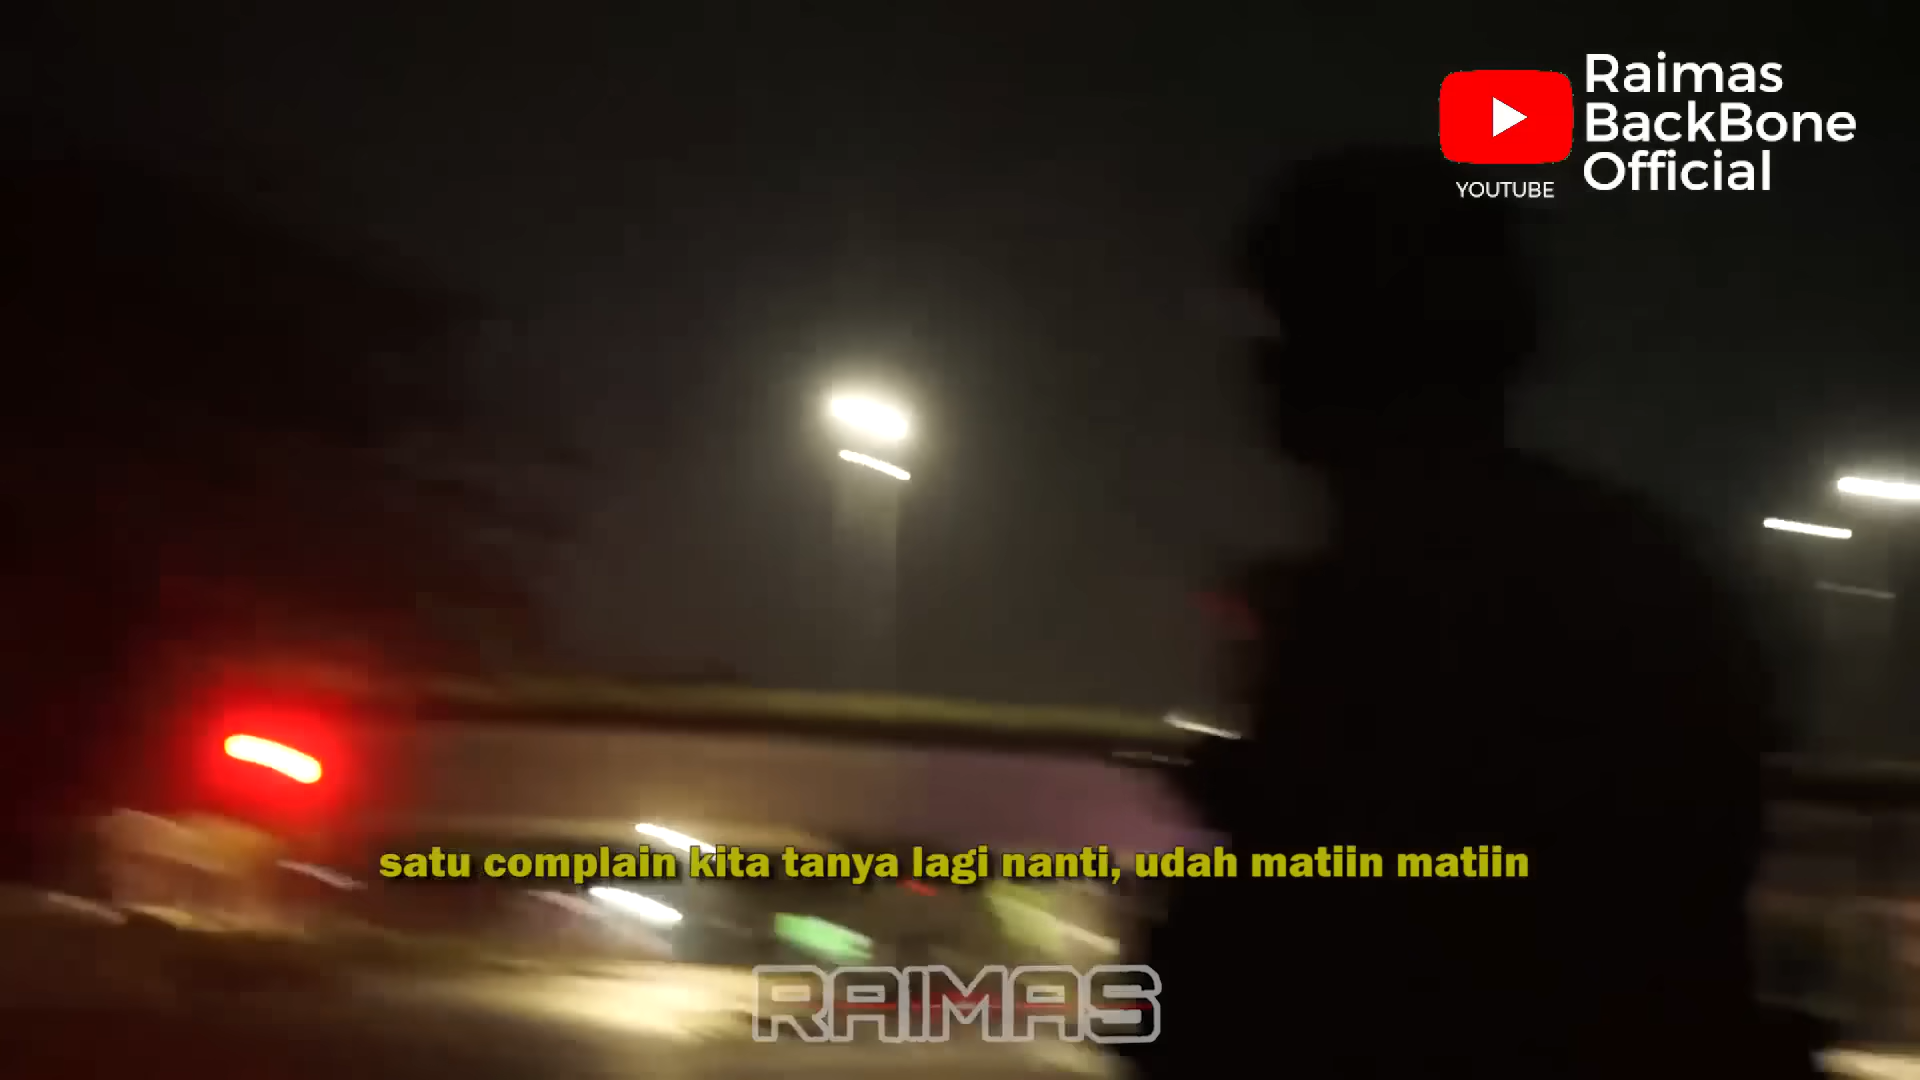 Raimas
BackBone
Official
YOUTUBE
satu complain kita tanya lagi nanti, udah matiin matiin
RAIMAS